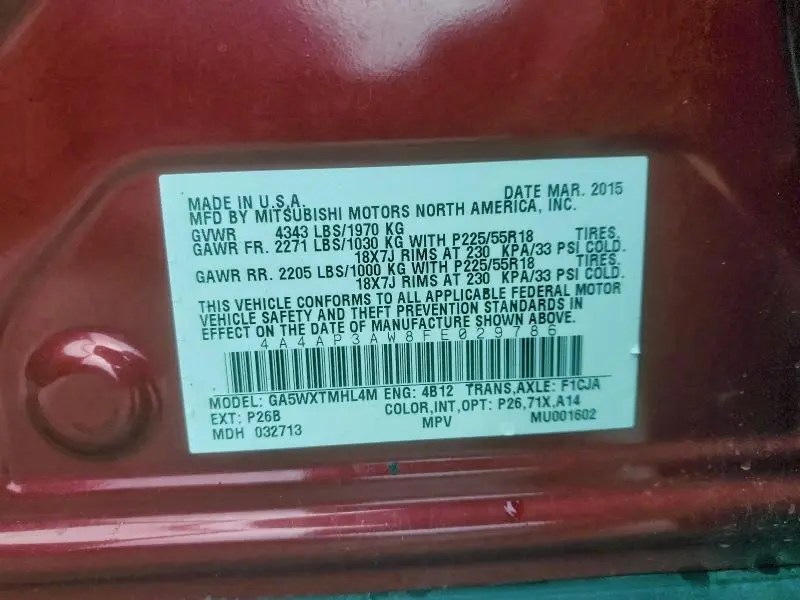 MADE IN U.S.A. DATE MAR. 2015
MFD BY MITSUBISHI MOTORS NORTH AMERICA, INC.
GVWR 4343 LBS/1970 KG
GAWR FR. 2271 LBS/1030 KG WITH P225/55R18 TIRES.
18X7J RIMS AT 230 KPA/33 PSI COLD.
GAWR RR. 2205 LBS/1000 KG WITH P225/55R18 TIRES.
18X7J RIMS AT 230 KPA/33 PSI COLD.
THIS VEHICLE CONFORMS TO ALL APPLICABLE FEDERAL MOTOR
VEHICLE SAFETY AND THEFT PREVENTION STANDARDS IN
EFFECT ON THE DATE OF MANUFACTURE SHOWN ABOVE.
4A4AP3AW8FE029786
MODEL: GA5WXTMHL4M ENG: 4B12 TRANS,AXLE: F1CJA
EXT: P26B COLOR,INT,OPT: P26,71X,A14
MDH 032713 MPV MU001602